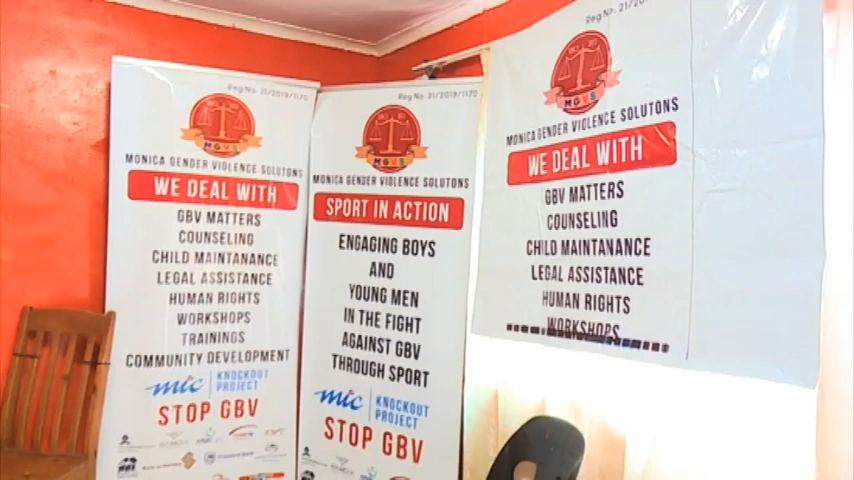 Reg No. 21/2019/1170
MGVS
MONICA GENDER VIOLENCE SOLUTONS
WE DEAL WITH
GBV MATTERS
COUNSELING
CHILD MAINTANANCE
LEGAL ASSISTANCE
HUMAN RIGHTS
WORKSHOPS
TRAININGS
COMMUNITY DEVELOPMENT
mic KNOCKOUT
PROJECT
STOP GBV
Reg No. 21/2019/1170
MGVS
MONICA GENDER VIOLENCE SOLUTONS
SPORT IN ACTION
ENGAGING BOYS
AND
YOUNG MEN
IN THE FIGHT
AGAINST GBV
THROUGH SPORT
mic KNOCKOUT
PROJECT
STOP GBV
Reg No. 21/20
MGVS
MONICA GENDER VIOLENCE SOLUTONS
WE DEAL WITH
GBV MATTERS
COUNSELING
CHILD MAINTANANCE
LEGAL ASSISTANCE
HUMAN RIGHTS
WORKSHOPS